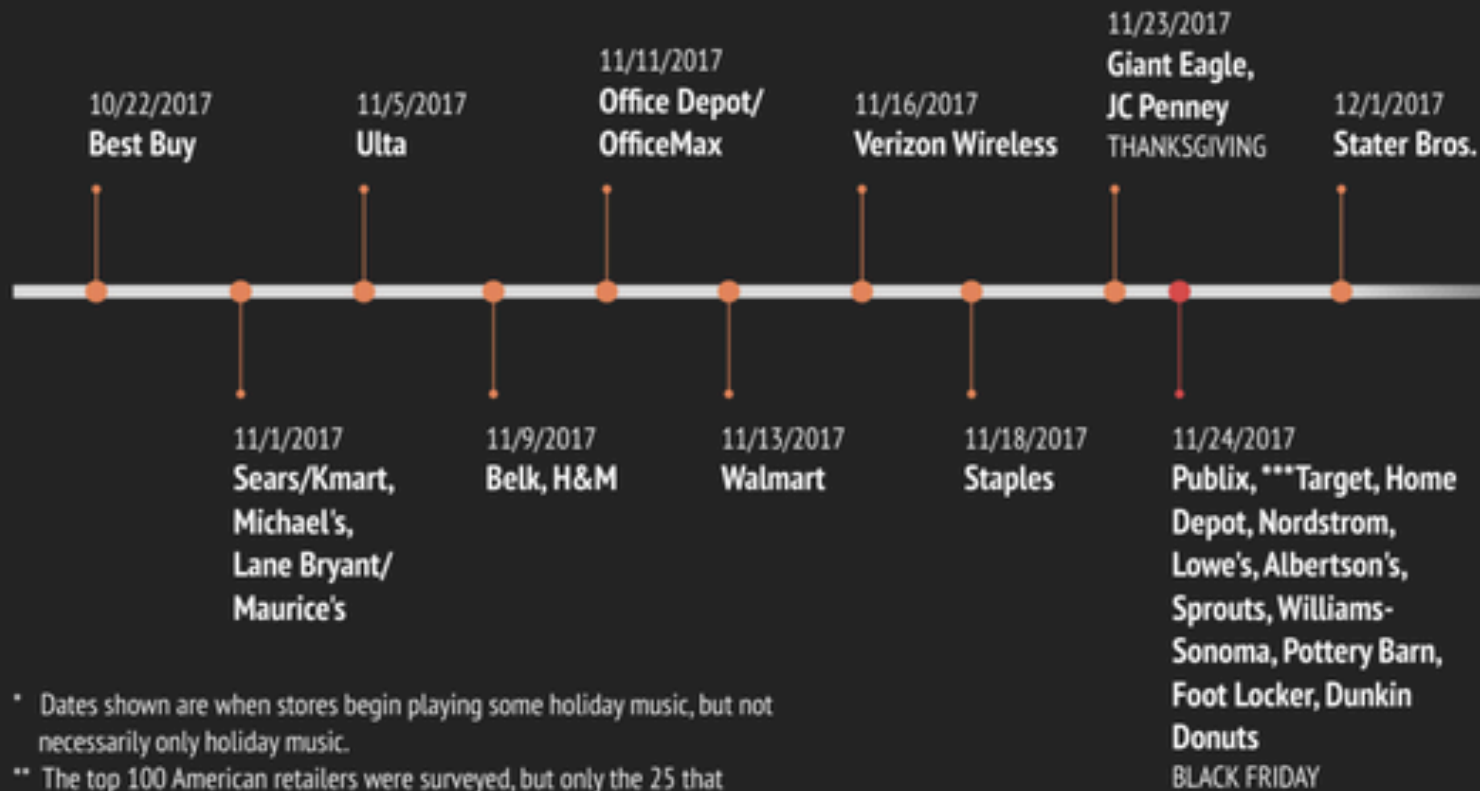 10/22/2017
Best Buy
11/5/2017
Ulta
11/11/2017
Office Depot/
OfficeMax
11/16/2017
Verizon Wireless
11/23/2017
Giant Eagle,
JC Penney
THANKSGIVING
12/1/2017
Stater Bros.
11/1/2017
Sears/Kmart,
Michael's,
Lane Bryant/
Maurice's
11/9/2017
Belk, H&M
11/13/2017
Walmart
11/18/2017
Staples
11/24/2017
Publix, ***Target, Home
Depot, Nordstrom,
Lowe's, Albertson's,
Sprouts, Williams-
Sonoma, Pottery Barn,
Foot Locker, Dunkin
Donuts
BLACK FRIDAY
* Dates shown are when stores begin playing some holiday music, but not
necessarily only holiday music.
** The top 100 American retailers were surveyed, but only the 25 that